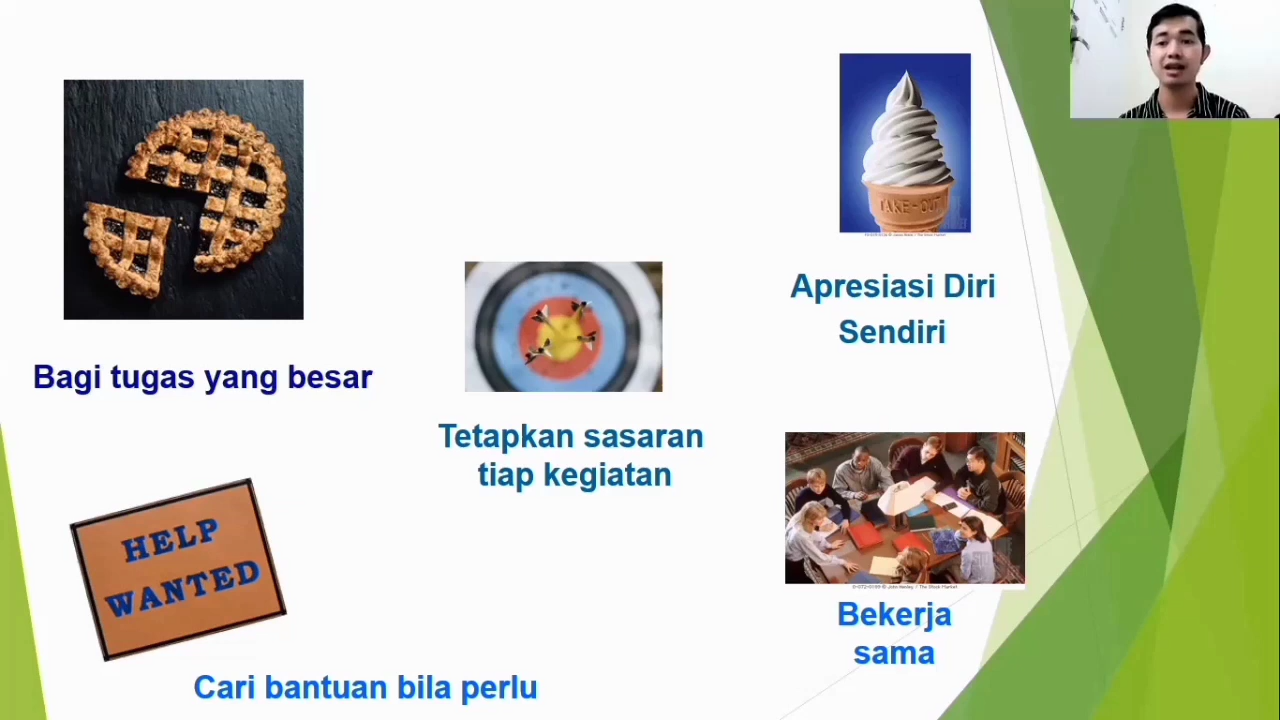 Bagi tugas yang besar
TAKE-OUT
Apresiasi Diri
Sendiri
Tetapkan sasaran
tiap kegiatan
HELP
WANTED
Cari bantuan bila perlu
Bekerja
sama